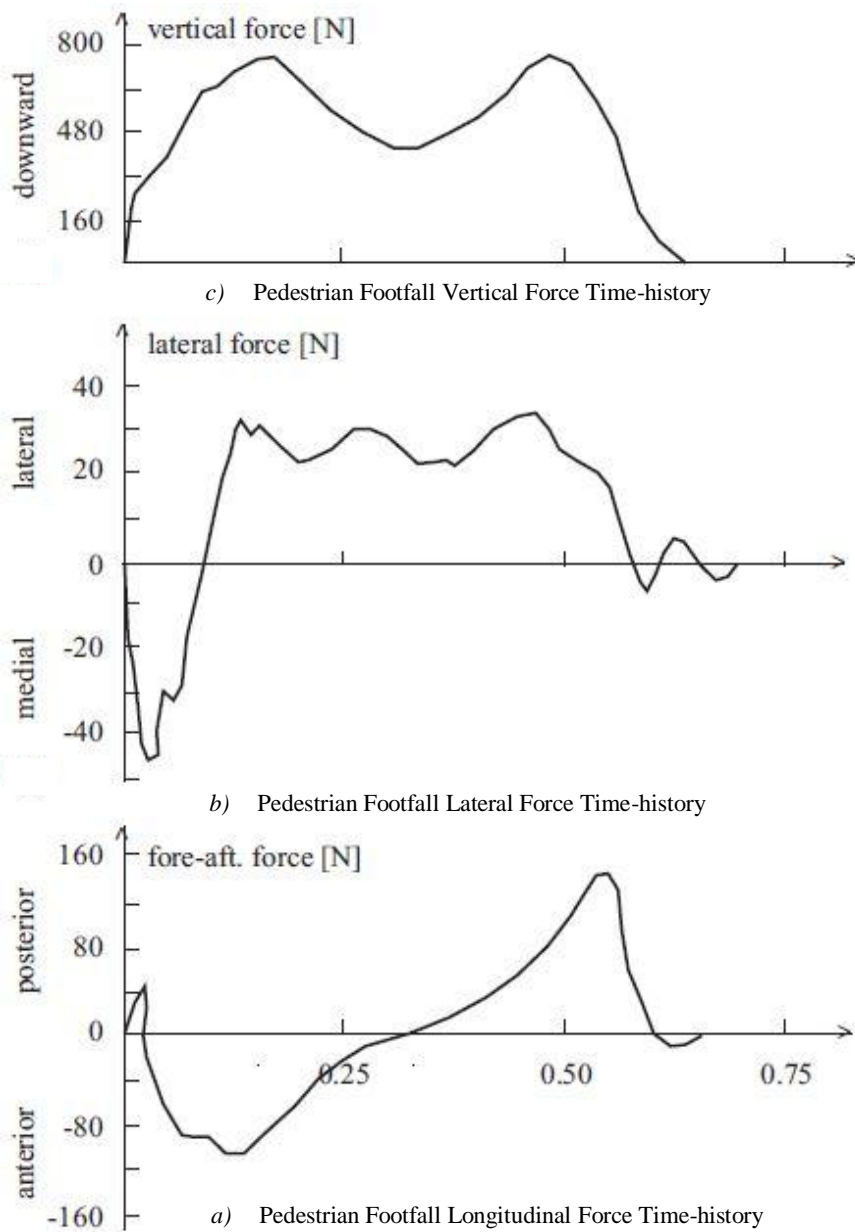 vertical force [N]
800
480
160
downward
c) Pedestrian Footfall Vertical Force Time-history
lateral force [N]
40
20
0
-20
-40
lateral
medial
b) Pedestrian Footfall Lateral Force Time-history
fore-aft. force [N]
160
80
0
-80
-160
posterior
anterior
0.25 0.50 0.75
a) Pedestrian Footfall Longitudinal Force Time-history